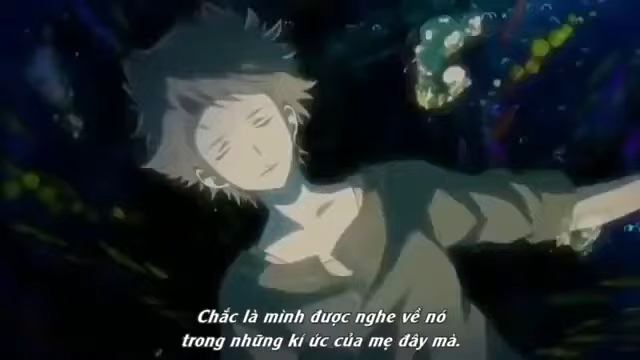 Chắc là mình được nghe về nó
trong những kí ức của mẹ đây mà.